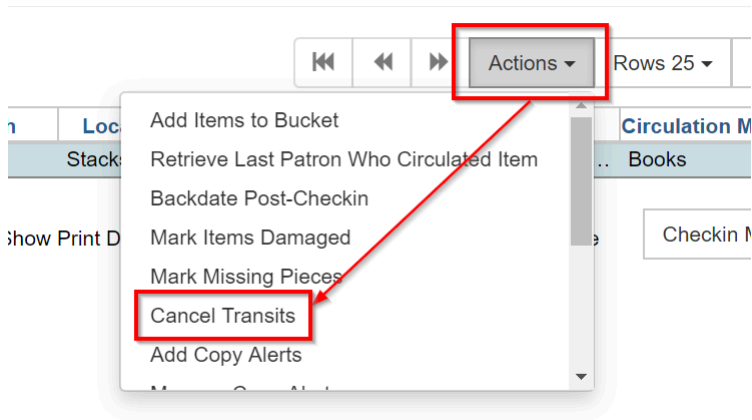 Actions Rows 25
Circulation
Stacks Books
Add Items to Bucket
Retrieve Last Patron Who Circulated Item
Backdate Post-Checkin
Show Print
Mark Items Damaged
Checkin
Mark Missing Pieces
Cancel Transits
Add Copy Alerts